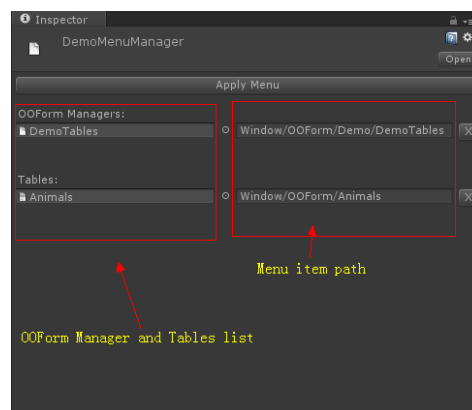 Inspector
DemoMenuManager
Open
Apply Menu
OOForm Managers:
DemoTables
Window/OOForm/Demo/DemoTables
X
Tables:
Animals
Window/OOForm/Animals
X
Menu item path
OOForm Manager and Tables list